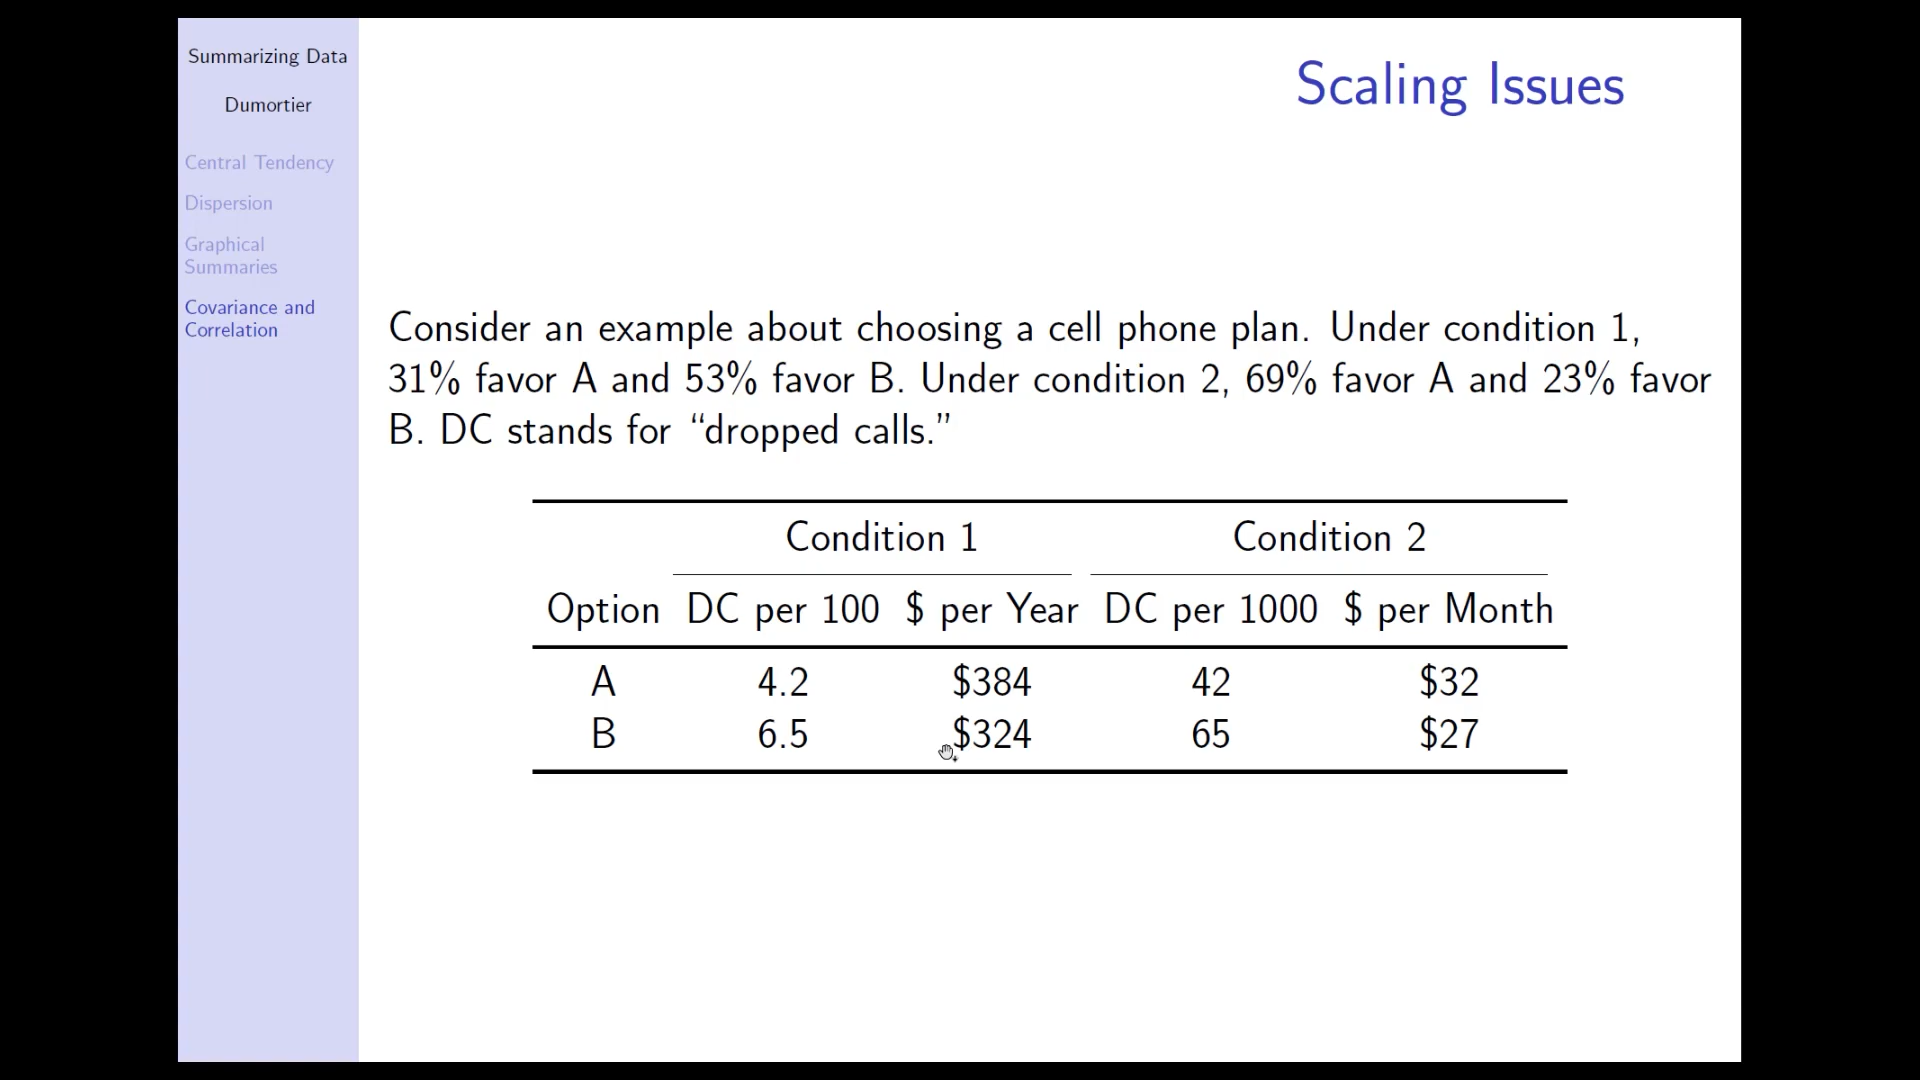 Summarizing Data
Dumortier
Central Tendency
Dispersion
Graphical
Summaries
Covariance and
Correlation
Scaling Issues
Consider an example about choosing a cell phone plan. Under condition 1,
31% favor A and 53% favor B. Under condition 2, 69% favor A and 23% favor
B. DC stands for “dropped calls.”
Condition 1 Condition 2
Option DC per 100 $ per Year DC per 1000 $ per Month
A 4.2 $384 42 $32
B 6.5 $324 65 $27